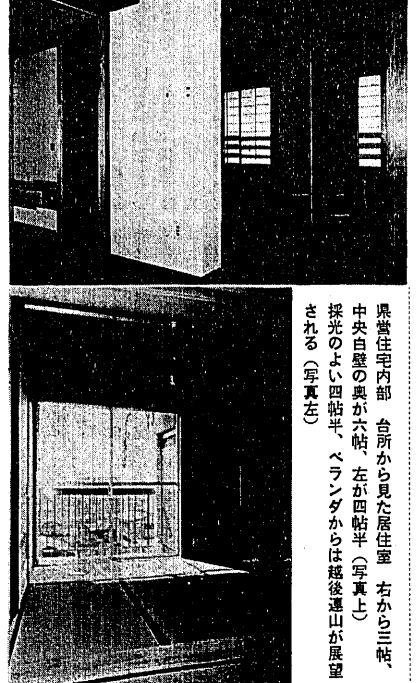 県営住宅内部　台所から見た居住室　右から三帖、
中央白壁の奥が六帖、左が四帖半（写真上）
採光のよい四帖半、ベランダからは越後連山が展望
される（写真左）